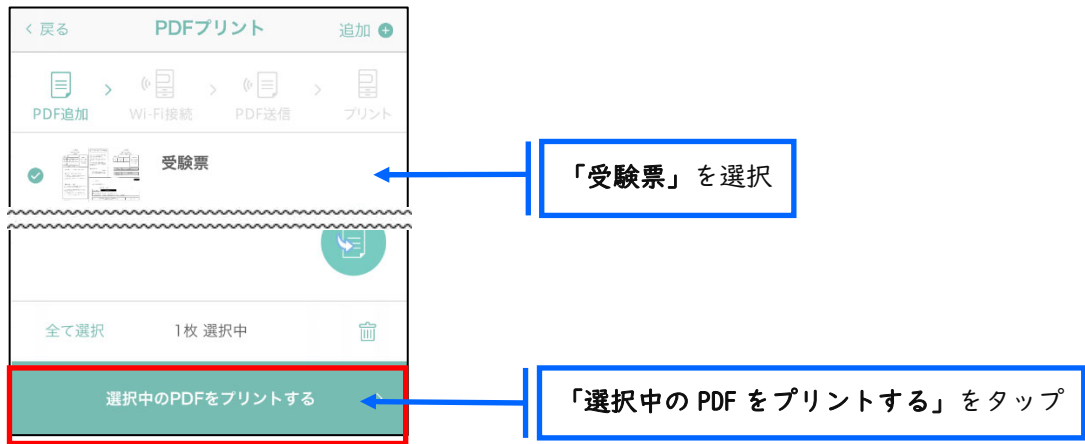 戻る
PDFプリント
追加
PDF追加
Wi-Fi接続
PDF送信
プリント
受験票
「受験票」を選択
全て選択
1枚 選択中
選択中のPDFをプリントする
「選択中の PDF をプリントする」をタップ